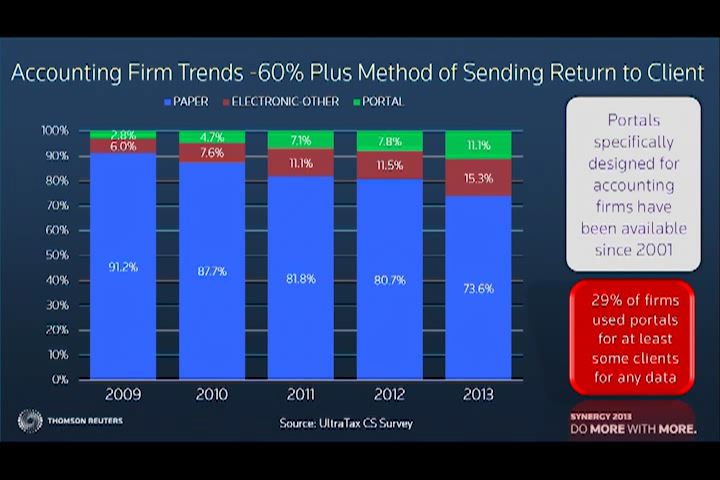 Accounting Firm Trends -60% Plus Method of Sending Return to Client
PAPER ELECTRONIC-OTHER PORTAL
100%
90%
80%
70%
60%
50%
40%
30%
20%
10%
0%
2.8% 4.7% 7.1% 7.8% 11.1%
6.0% 7.6% 11.1% 11.5% 15.3%
91.2% 87.7% 81.8% 80.7% 73.6%
2009 2010 2011 2012 2013
Portals
specifically
designed for
accounting
firms have
been available
since 2001
29% of firms
used portals
for at least
some clients
for any data
THOMSON REUTERS
Source: UltraTax CS Survey
SYNERGY 2013
DO MORE WITH MORE.